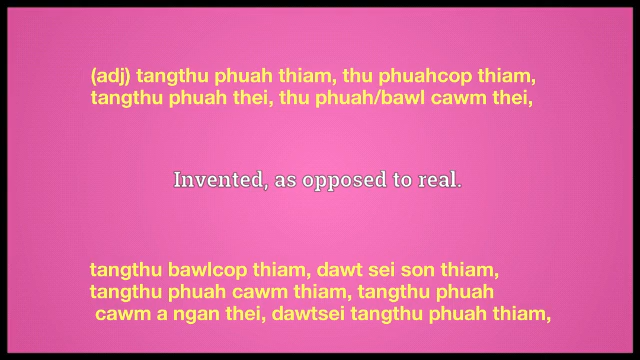 (adj) tangthu phuah thiam, thu phuahcop thiam,
tangthu phuah thei, thu phuah/bawl cawm thei,
Invented, as opposed to real.
tangthu bawlcop thiam, dawt sei son thiam,
tangthu phuah cawm thiam, tangthu phuah
cawm a ngan thei, dawtsei tangthu phuah thiam,